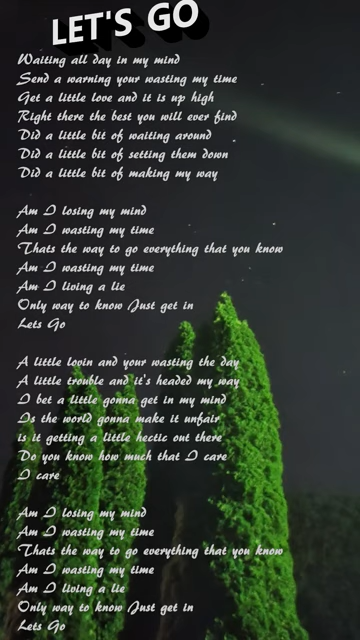 LET'S GO
Waiting all day in my mind
Send a warning your wasting my time
Get a little love and it is up high
Right there the best you will ever find
Did a little bit of waiting around
Did a little bit of setting them down
Did a little bit of making my way
Am I losing my mind
Am I wasting my time
Thats the way to go everything that you know
Am I wasting my time
Am I living a lie
Only way to know Just get in
Lets Go
A little lovin and your wasting the day
A little trouble and it's headed my way
I bet a little gonna get in my mind
Is the world gonna make it unfair
is it getting a little hectic out there
Do you know how much that I care
I care
Am I losing my mind
Am I wasting my time
Thats the way to go everything that you know
Am I wasting my time
Am I living a lie
Only way to know Just get in
Lets Go